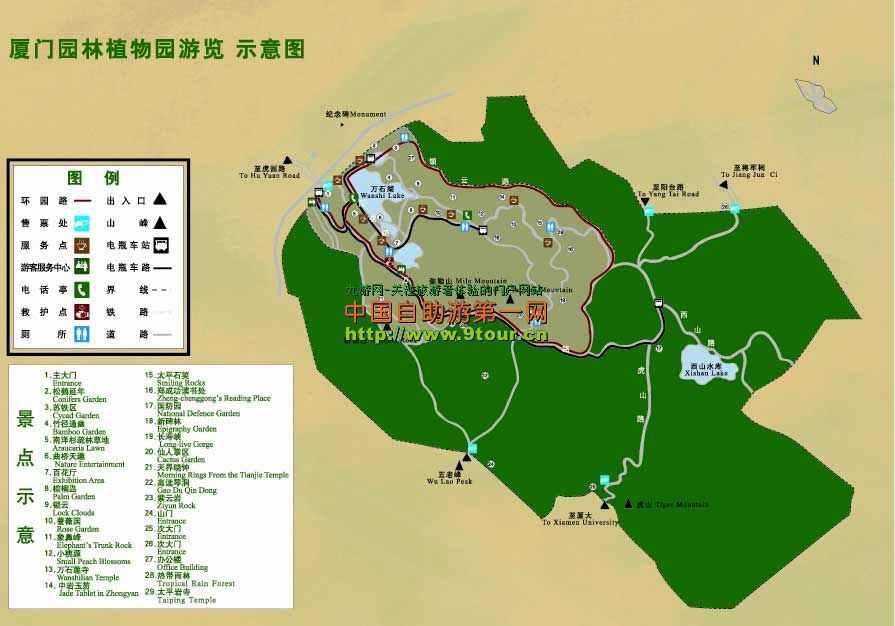 厦门园林植物园游览 示意图
N
纪念碑Monument
至虎园路
To Hu Yuan Road
至将军祠
To Jiang Jun Ci
至阳台路
To Yang Tai Road
图 例
环园路
出入口
售票处
山峰
服务点
电瓶车站
游客服务中心
电瓶车路
电话亭
界线
救护点
铁路
厕所
道路
万石湖
Wanshi Lake
锁
云
路
弥勒山 Mile Mountain
九游网-关注旅游者体验的门户网站
中国自助游第一网
http://www.9tour.cn
西
山
路
西山水库
Xishan Lake
虎
山
路
五老峰
Wu Lao Peak
至厦大
To Xiamen University
虎山 Tiger Mountain
景点示意
1.主大门
Entrance
2.松鹤延年
Conifers Garden
3.苏铁区
Cycad Garden
4.竹径通幽
Bamboo Garden
5.南洋杉疏林草地
Araucaria Lawn
6.曲桥天趣
Nature Entertainment
7.百花厅
Exhibition Area
8.棕榈岛
Palm Garden
9.锁云
Lock Clouds
10.蔷薇园
Rose Garden
11.象鼻峰
Elephant's Trunk Rock
12.小桃源
Small Peach Blossoms
13.万石莲寺
Wanshilian Temple
14.中岩玉笏
Jade Tablet in Zhongyan
15.太平石笑
Smiling Rocks
16.郑成功读书处
Zheng-chenggong's Reading Place
17.国防园
National Defence Garden
18.新碑林
Epigraphy Garden
19.长寿峡
Long-live Gorge
20.仙人掌区
Cactus Garden
21.天界晓钟
Morning Rings From the Tianjie Temple
22.高读琴洞
Gao Du Qin Dong
23.紫云岩
Ziyun Rock
24.山门
Entrance
25.次大门
Entrance
26.次大门
Entrance
27.办公楼
Office Building
28.热带雨林
Tropical Rain Forest
29.太平岩寺
Taiping Temple